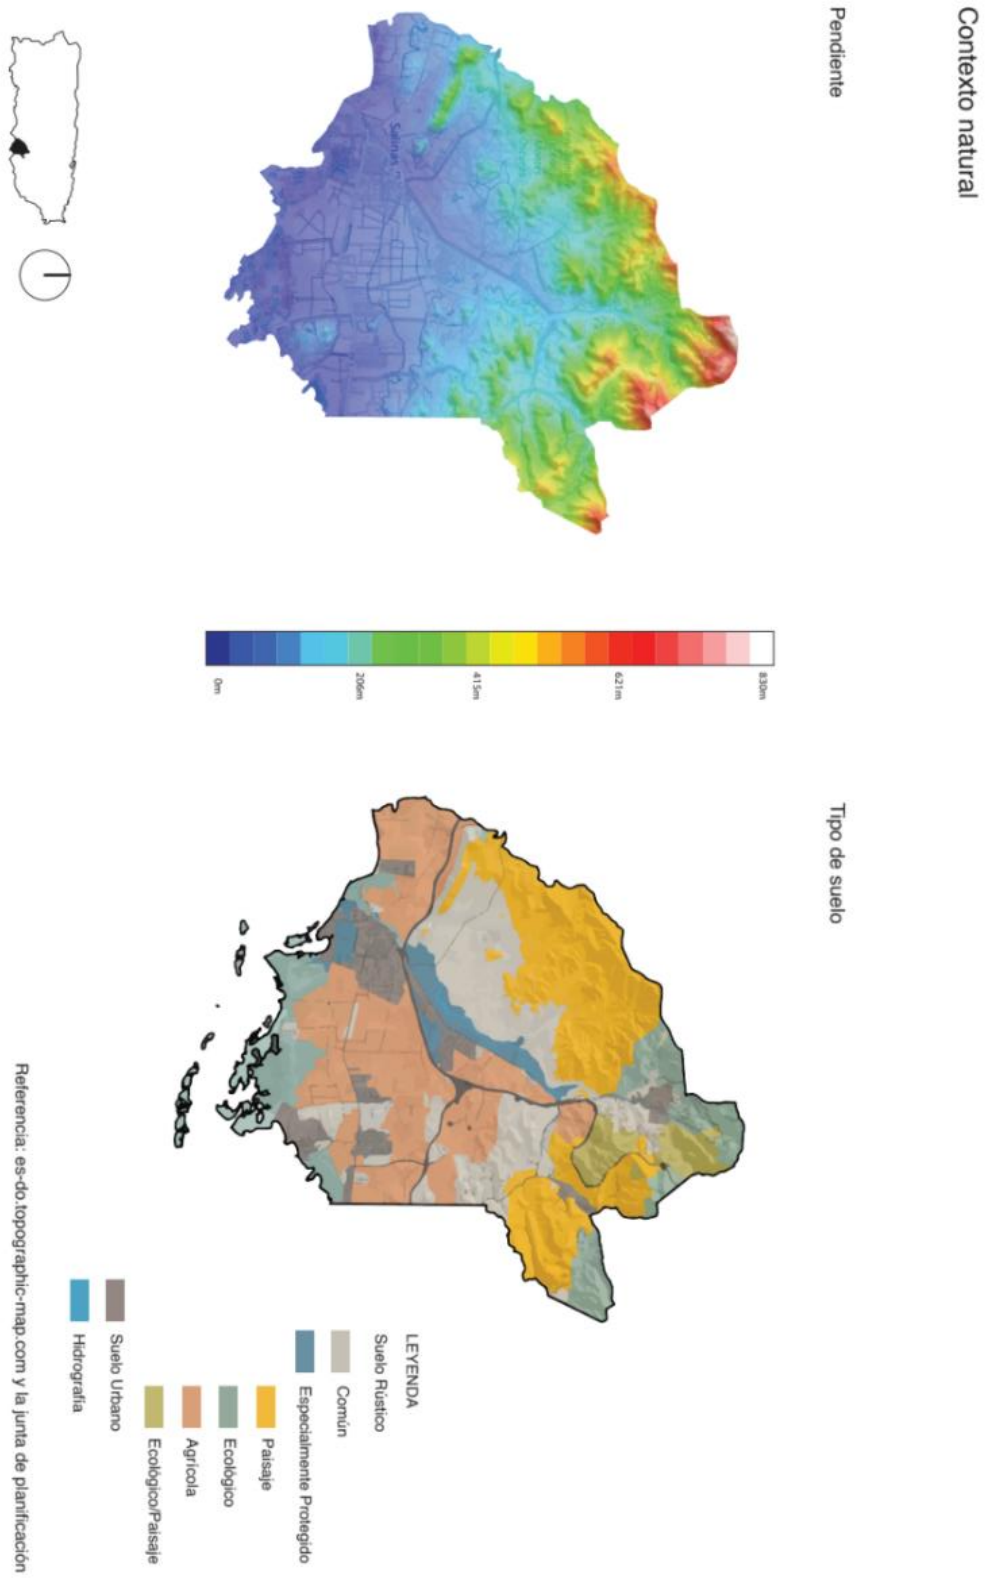 Contexto natural
Pendiente
Salinas
0m
206m
415m
621m
830m
Tipo de suelo
LEYENDA
Suelo Rústico
Común
Especialmente Protegido
Paisaje
Ecológico
Agrícola
Ecológico/Paisaje
Suelo Urbano
Hidrografía
Referencia: es-do.topographic-map.com y la junta de planificación